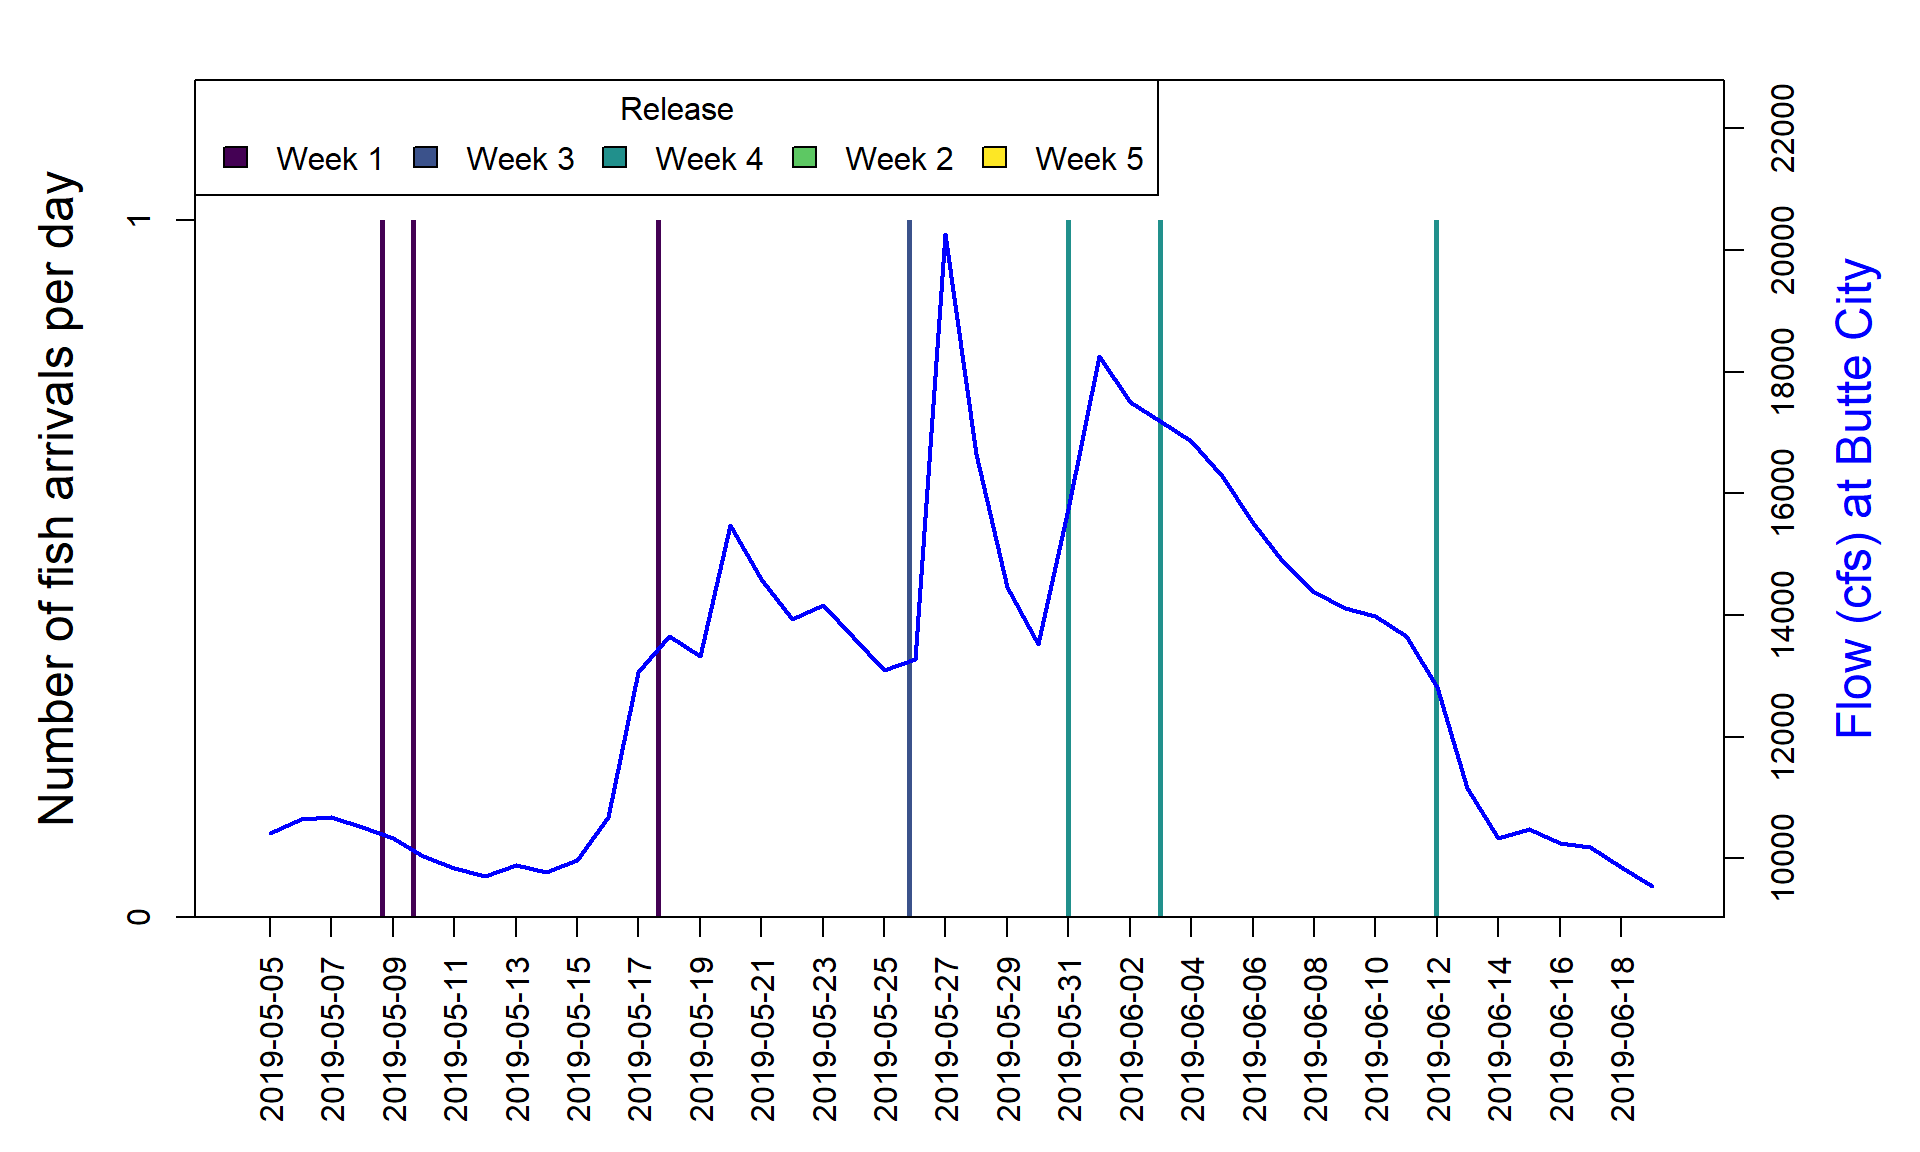 Release
Week 1 Week 3 Week 4 Week 2 Week 5
Number of fish arrivals per day
0 1
Flow (cfs) at Butte City
10000 12000 14000 16000 18000 20000 22000
2019-05-05 2019-05-07 2019-05-09 2019-05-11 2019-05-13 2019-05-15 2019-05-17 2019-05-19 2019-05-21 2019-05-23 2019-05-25 2019-05-27 2019-05-29 2019-05-31 2019-06-02 2019-06-04 2019-06-06 2019-06-08 2019-06-10 2019-06-12 2019-06-14 2019-06-16 2019-06-18